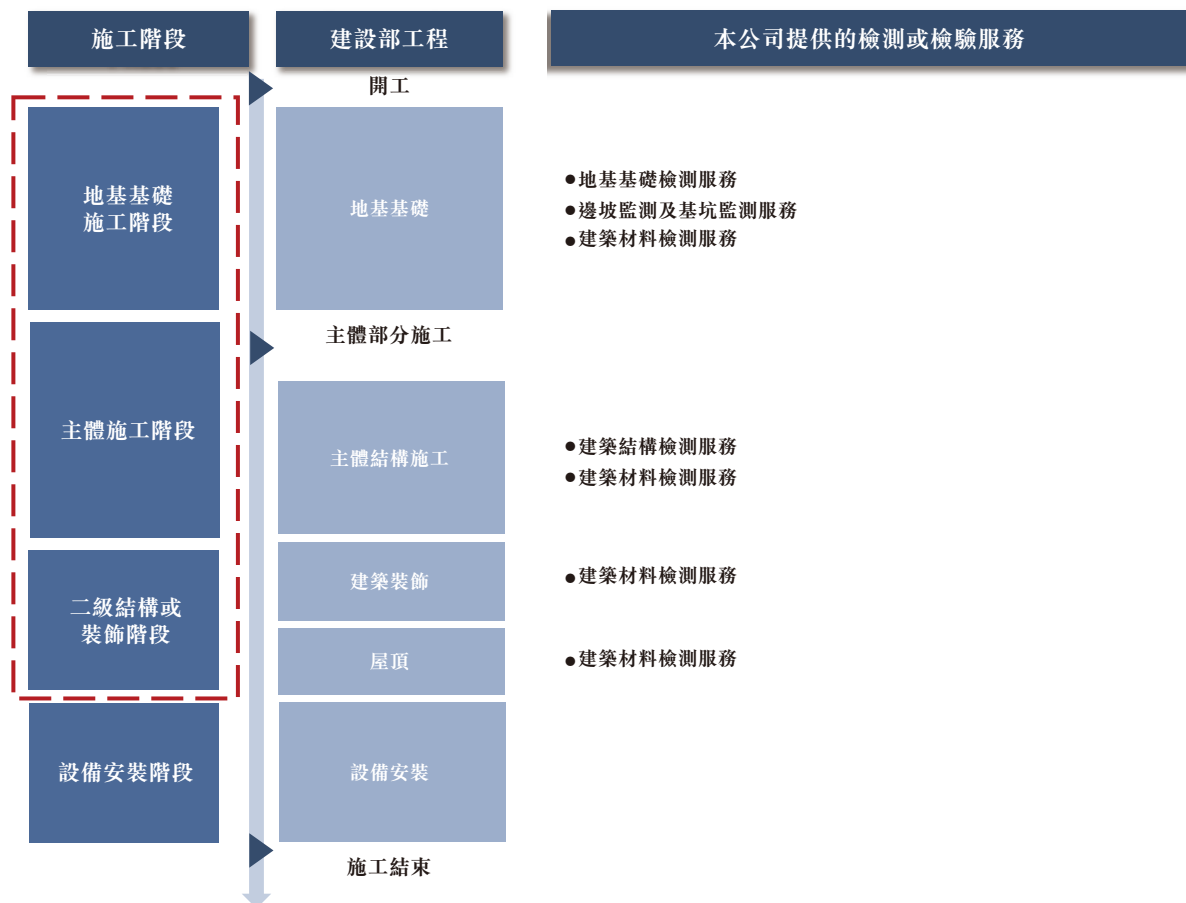 施工階段
建設部工程
本公司提供的檢測或檢驗服務
開工
地基基礎
施工階段
地基基礎
●地基基礎檢測服務
●邊坡監測及基坑監測服務
●建築材料檢測服務
主體部分施工
主體施工階段
主體結構施工
●建築結構檢測服務
●建築材料檢測服務
二級結構或
裝飾階段
建築裝飾
●建築材料檢測服務
屋頂
●建築材料檢測服務
設備安裝階段
設備安裝
施工結束